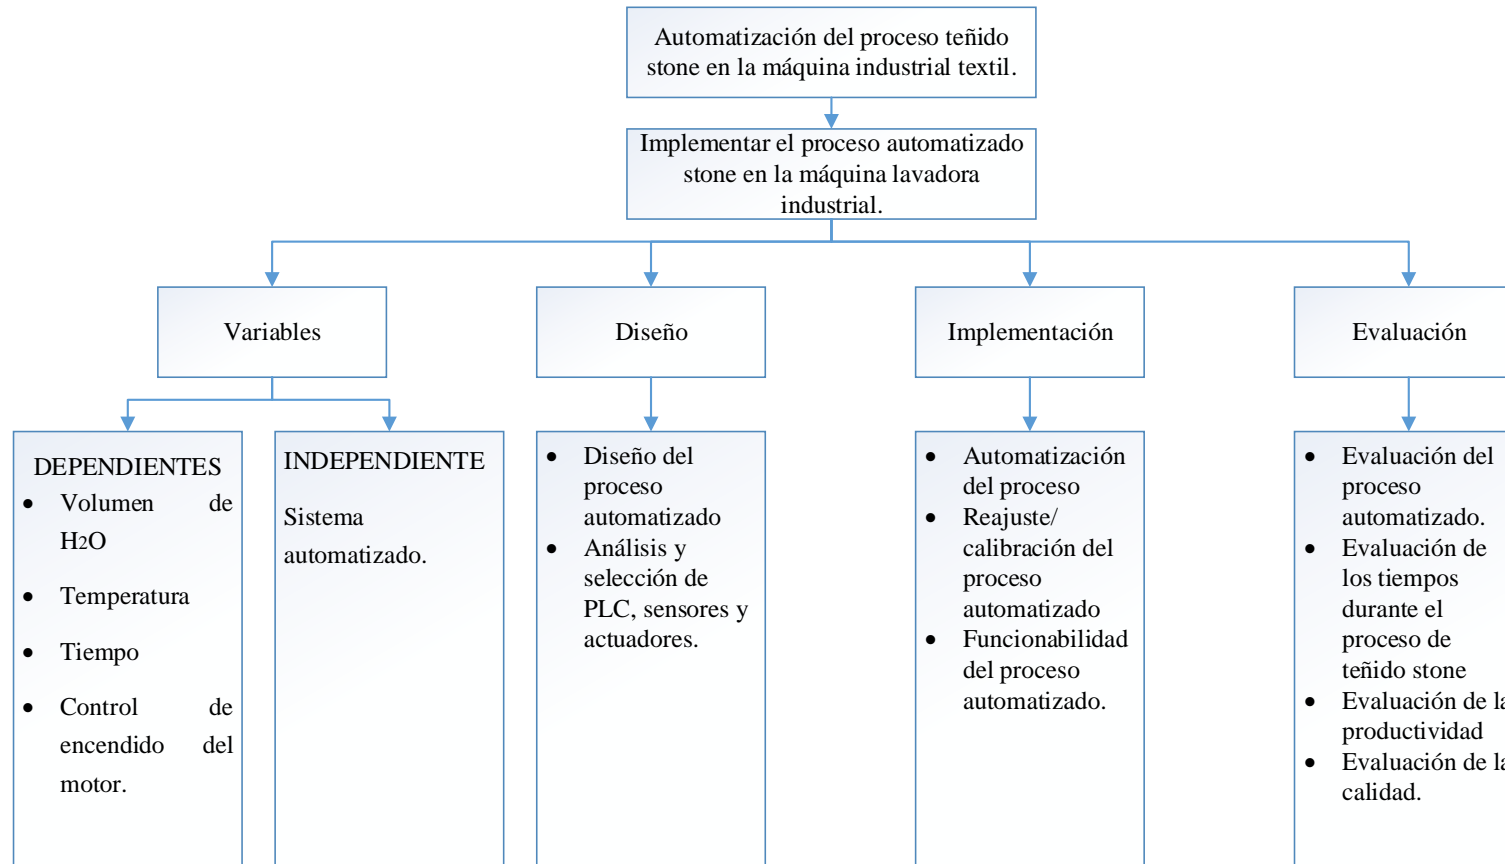 Automatización del proceso teñido
stone en la máquina industrial textil.
Implementar el proceso automatizado
stone en la máquina lavadora
industrial.
Variables
Diseño
Implementación
Evaluación
DEPENDIENTES
• Volumen de
H2O
• Temperatura
• Tiempo
• Control de
encendido del
motor.
INDEPENDIENTE
Sistema
automatizado.
• Diseño del
proceso
automatizado
• Análisis y
selección de
PLC, sensores y
actuadores.
• Automatización
del proceso
• Reajuste/
calibración del
proceso
automatizado
• Funcionabilidad
del proceso
automatizado.
• Evaluación del
proceso
automatizado.
• Evaluación de
los tiempos
durante el
proceso de
teñido stone
• Evaluación de la
productividad
• Evaluación de la
calidad.